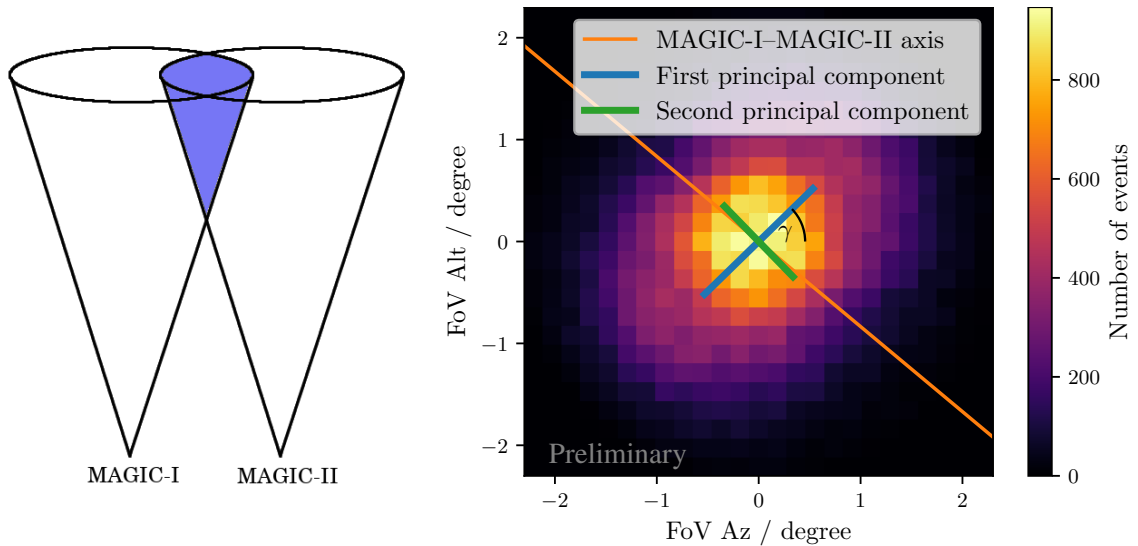 MAGIC-I
MAGIC-II
MAGIC-I–MAGIC-II axis
First principal component
Second principal component
γ
Preliminary
2
1
0
−1
−2
FoV Alt / degree
−2
−1
0
1
2
FoV Az / degree
800
600
400
200
0
Number of events